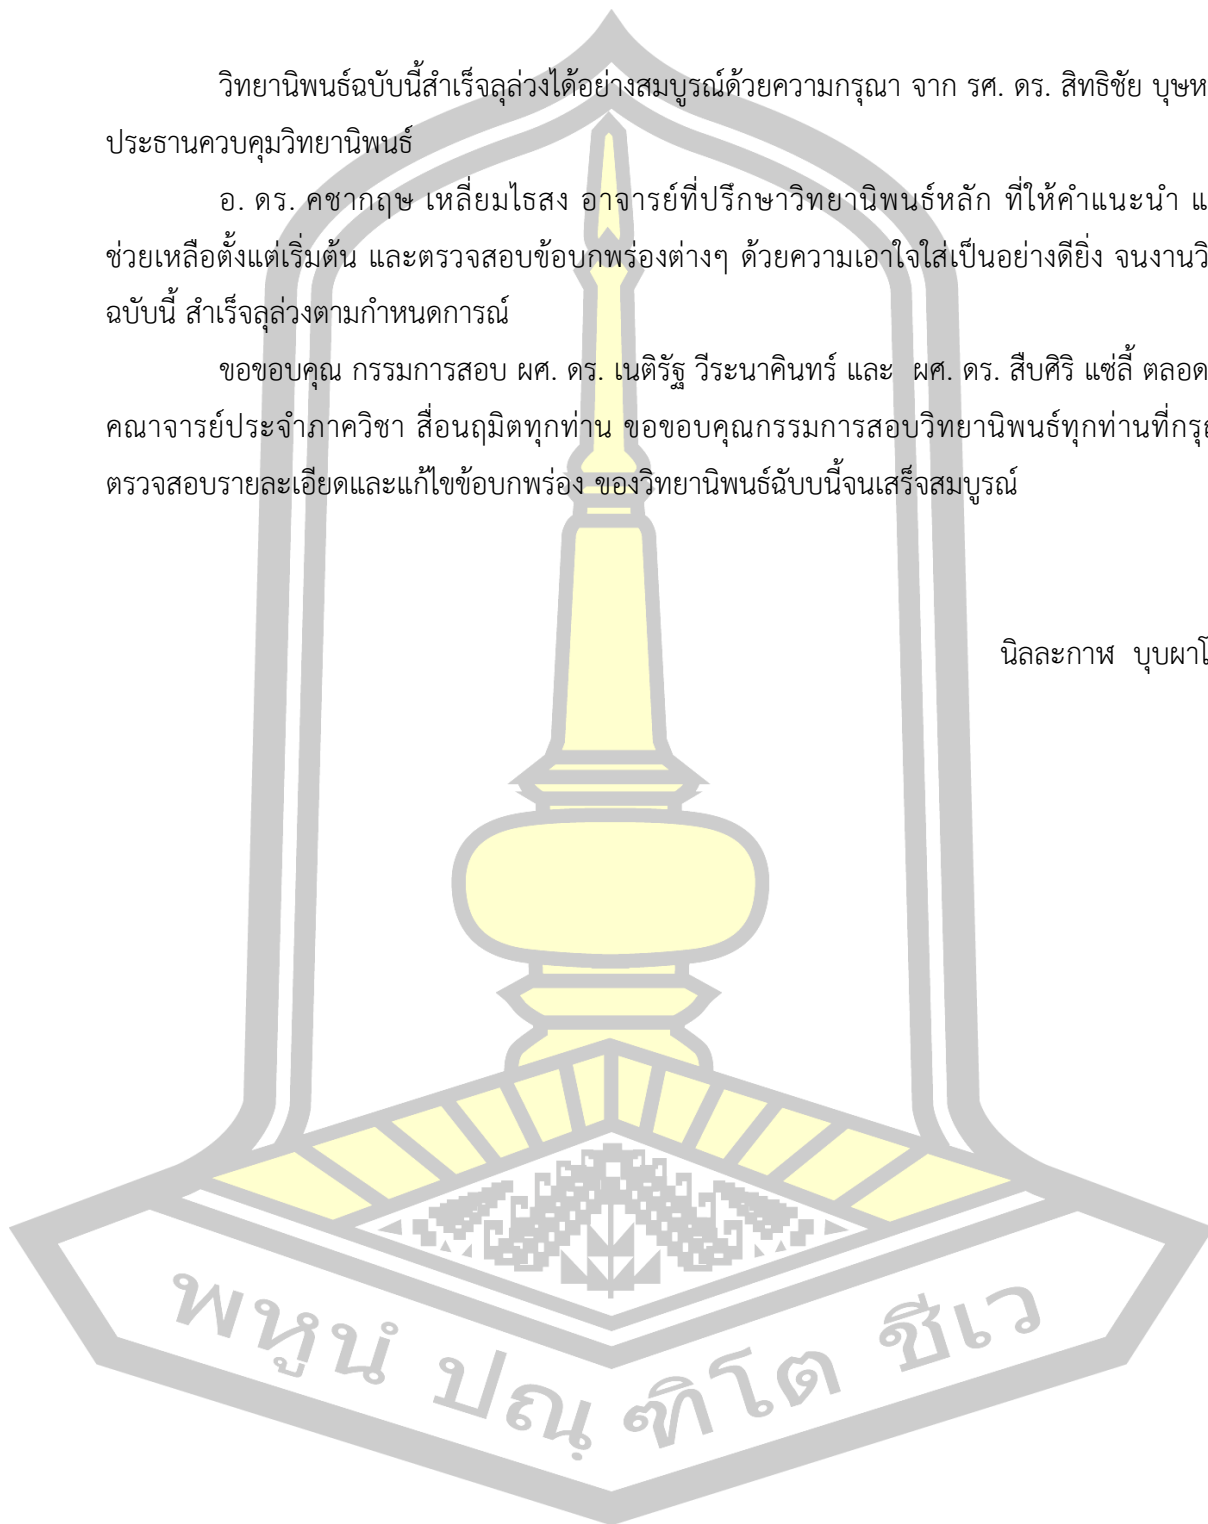 วิทยานิพนธ์ฉบับนี้สำเร็จลุล่วงได้อย่างสมบูรณ์ด้วยความกรุณา จาก รศ. ดร. สิทธิชัย บุษห
ประธานควบคุมวิทยานิพนธ์
อ. ดร. คชากฤษ เหลี่ยมไธสง อาจารย์ที่ปรึกษาวิทยานิพนธ์หลัก ที่ให้คำแนะนำ แ
ช่วยเหลือตั้งแต่เริ่มต้น และตรวจสอบข้อบกพร่องต่างๆ ด้วยความเอาใจใส่เป็นอย่างดียิ่ง จนงานวิ
ฉบับนี้ สำเร็จลุล่วงตามกำหนดการณ์
ขอขอบคุณ กรรมการสอบ ผศ. ดร. เนติรัฐ วีระนาคินทร์ และ ผศ. ดร. สืบศิริ แซ่ลี้ ตลอด
คณาจารย์ประจำภาควิชา สื่อนฤมิตทุกท่าน ขอขอบคุณกรรมการสอบวิทยานิพนธ์ทุกท่านที่กรุณ
ตรวจสอบรายละเอียดและแก้ไขข้อบกพร่อง ของวิทยานิพนธ์ฉบับบนี้จนเสร็จสมบูรณ์
นิลละกาฬ บุบผาโ
พหูนํ ปณฺฑิโต ชีเว